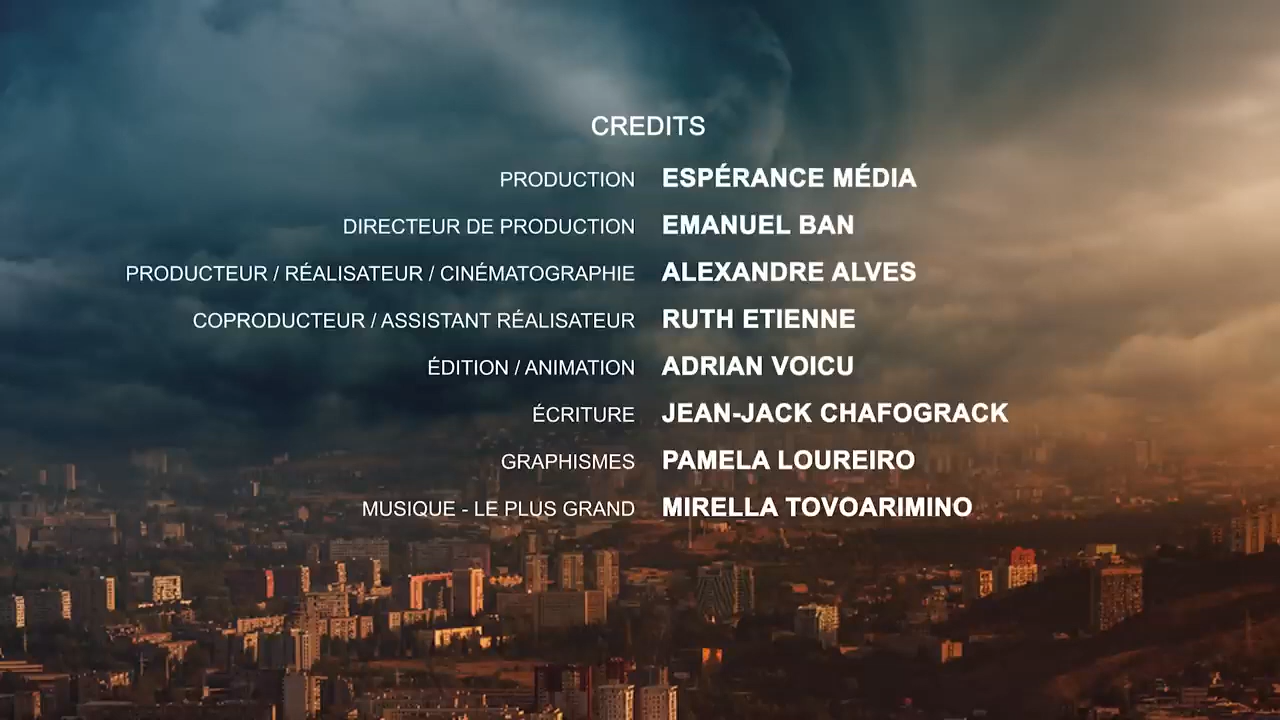 CREDITS
PRODUCTION ESPÉRANCE MÉDIA
DIRECTEUR DE PRODUCTION EMANUEL BAN
PRODUCTEUR / RÉALISATEUR / CINÉMATOGRAPHIE ALEXANDRE ALVES
COPRODUCTEUR / ASSISTANT RÉALISATEUR RUTH ETIENNE
ÉDITION / ANIMATION ADRIAN VOICU
ÉCRITURE JEAN-JACK CHAFOGRACK
GRAPHISMES PAMELA LOUREIRO
MUSIQUE - LE PLUS GRAND MIRELLA TOVOARIMINO